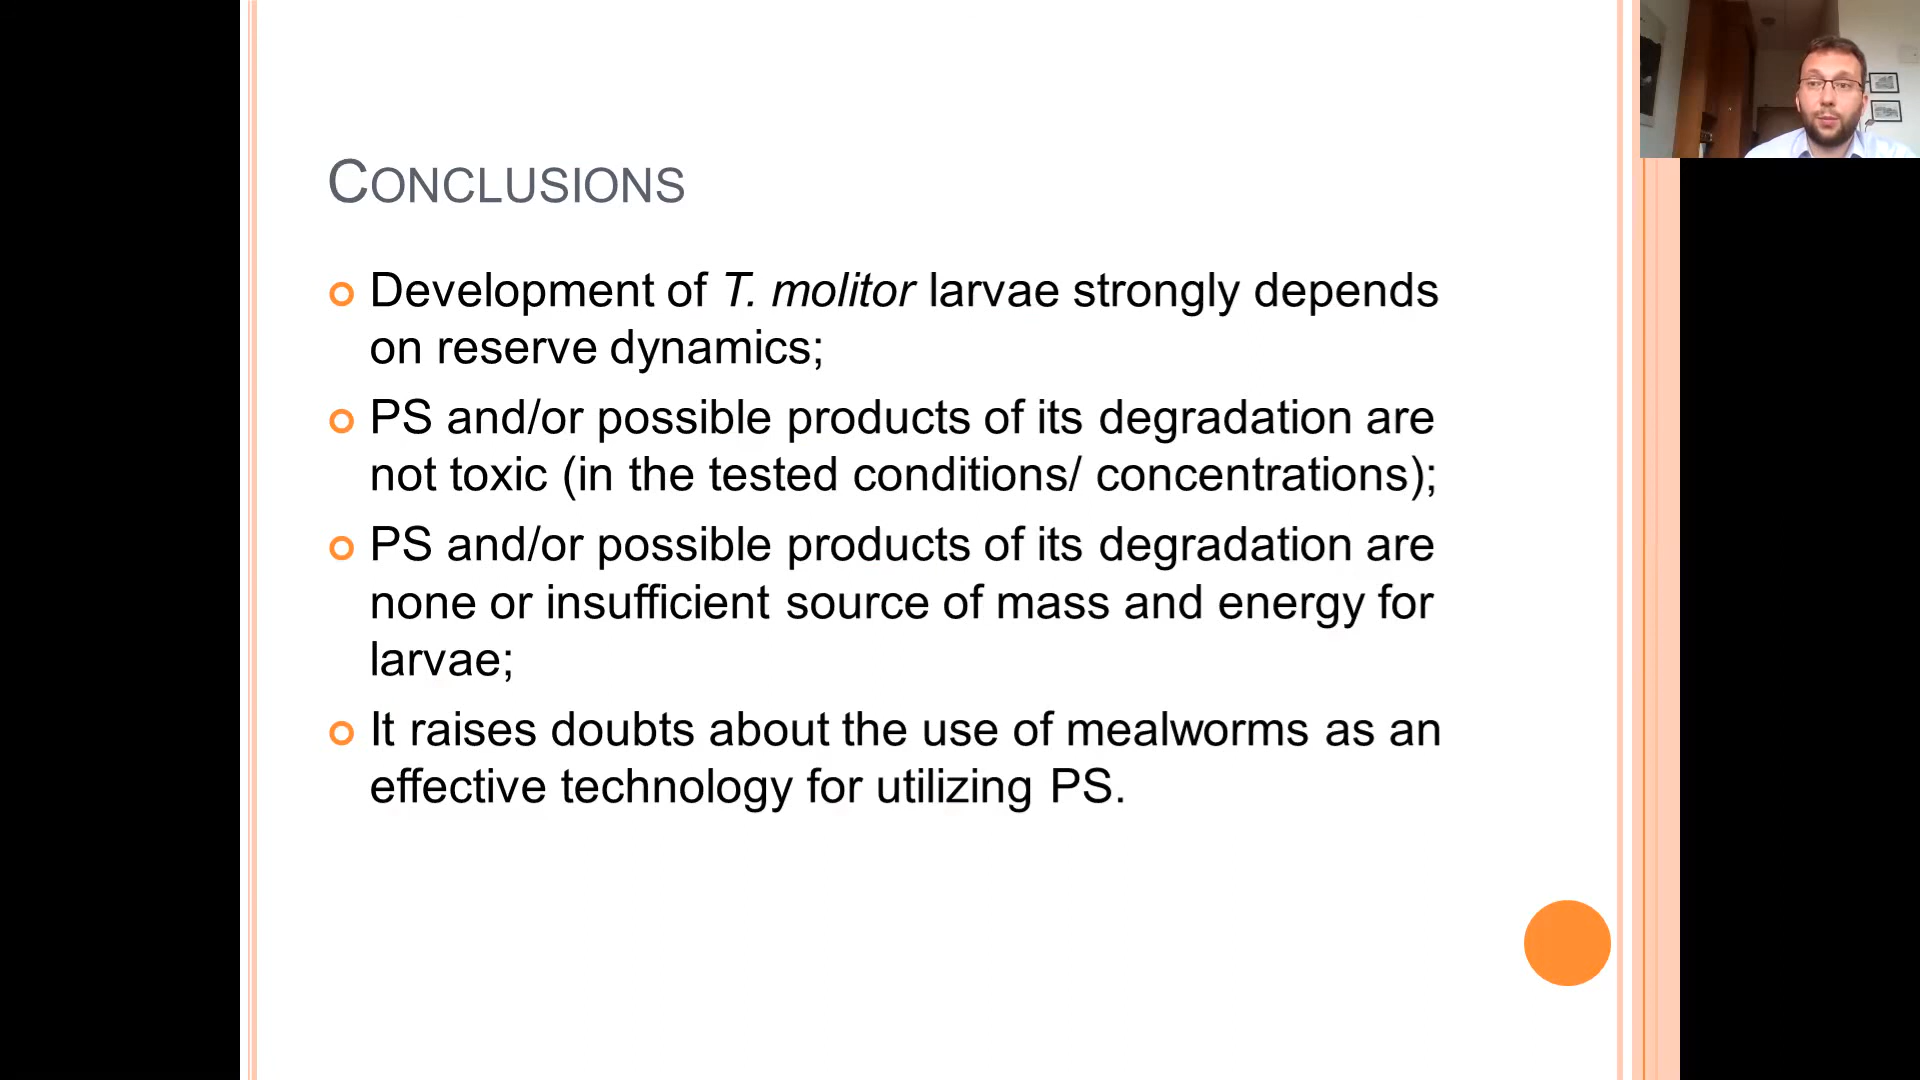 CONCLUSIONS
Development of T. molitor larvae strongly depends
on reserve dynamics;
PS and/or possible products of its degradation are
not toxic (in the tested conditions/ concentrations);
PS and/or possible products of its degradation are
none or insufficient source of mass and energy for
larvae;
It raises doubts about the use of mealworms as an
effective technology for utilizing PS.